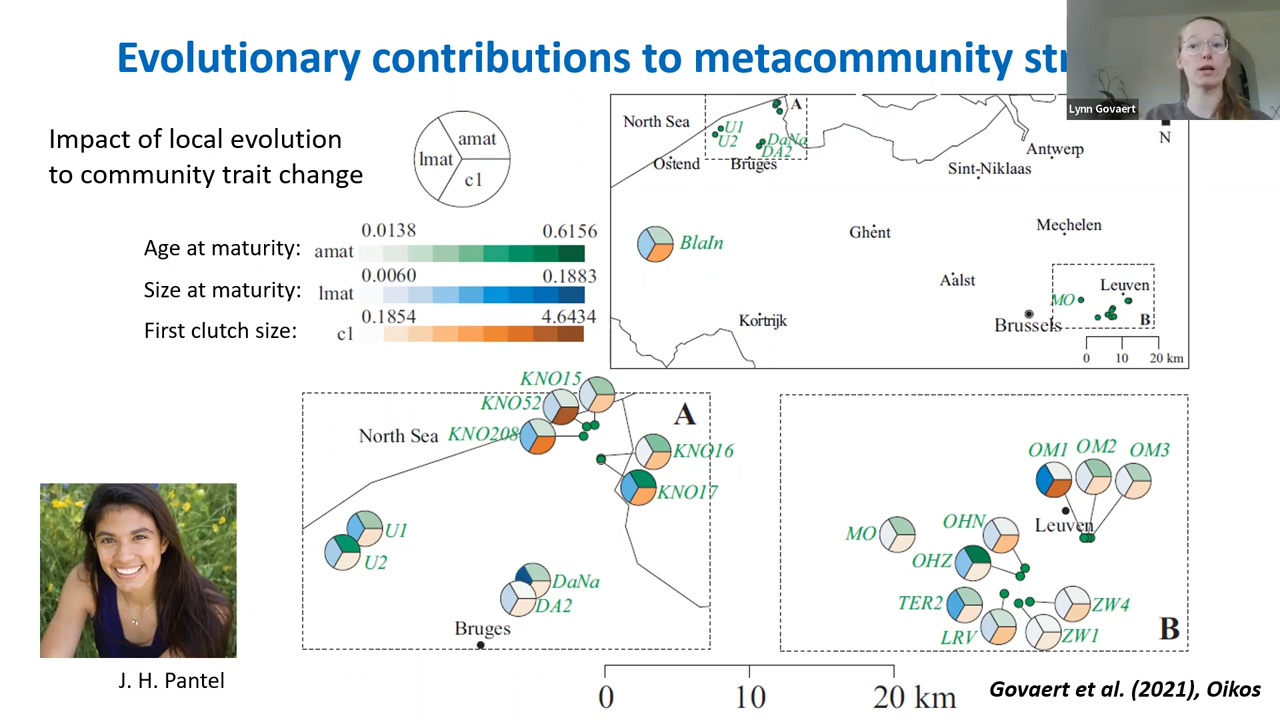 Evolutionary contributions to metacommunity str
Lynn Govaert
Impact of local evolution
to community trait change
amat
lmat
c1
0.0138 0.6156
Age at maturity: amat
0.0060 0.1883
Size at maturity: lmat
0.1854 4.6434
First clutch size: c1
A
N
North Sea
U1
U2
DaNa
DA2
Ostend
Bruges
Antwerp
Sint-Niklaas
BlaIn
Ghent
Mechelen
Aalst
Leuven
MO
B
Kortrijk
Brussels
0 10 20 km
KNO15
KNO52
A
North Sea
KNO208
KNO16
KNO17
U1
U2
DaNa
DA2
Bruges
OM1 OM2 OM3
Leuven
MO
OHN
OHZ
TER2
ZW4
LRV
ZW1
B
J. H. Pantel
0 10 20 km
Govaert et al. (2021), Oikos